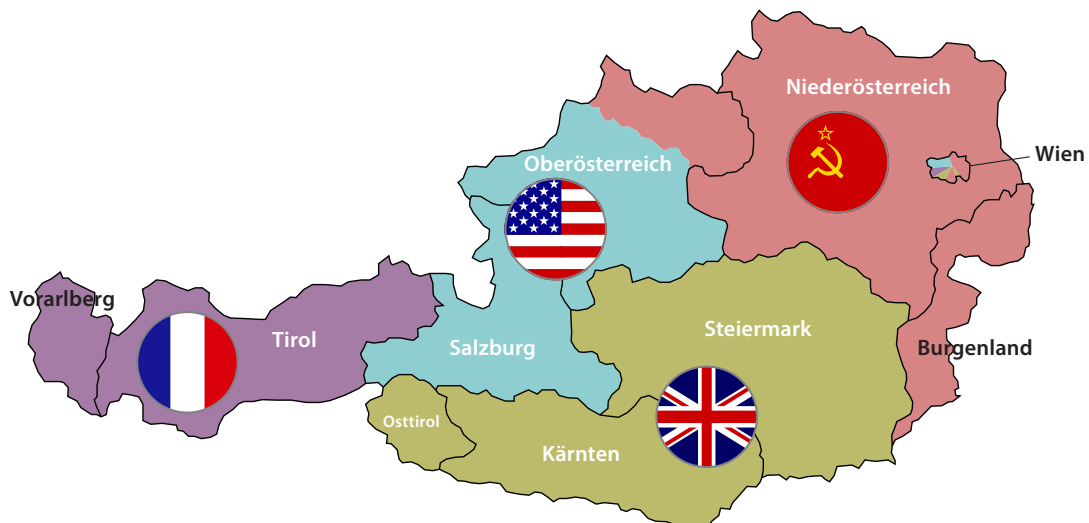 Niederösterreich
Wien
Oberösterreich
Vorarlberg
Tirol
Steiermark
Salzburg
Burgenland
Osttirol
Kärnten